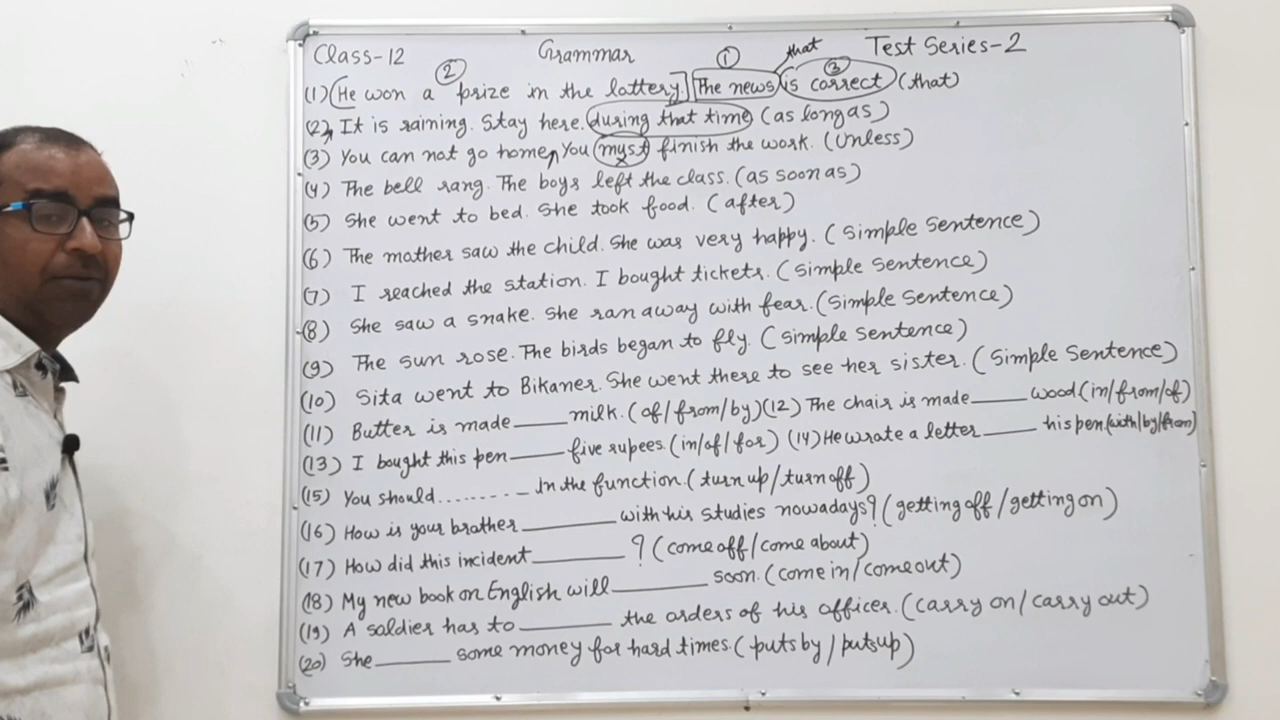 Class-12 Grammar Test Series-2
① that
② ③
(1) [He won a prize in the lottery.] [The news is correct (that)
(2) It is raining. Stay here. during that time (as long as)
(3) You can not go home, You must finish the work. (Unless)
(4) The bell rang. The boys left the class. (as soon as)
(5) She went to bed. She took food. (after)
(6) The mother saw the child. She was very happy. (Simple Sentence)
(7) I reached the station. I bought tickets. (Simple Sentence)
(8) She saw a snake. She ran away with fear. (Simple Sentence)
(9) The sun rose. The birds began to fly. (Simple Sentence)
(10) Sita went to Bikaner. She went there to see her sister. (Simple Sentence)
(11) Butter is made ____ milk. (of/from/by) (12) The chair is made ____ wood (in/from/of)
(13) I bought this pen ____ five rupees. (in/of/for) (14) He wrote a letter ____ his pen. (with/by/from)
(15) You should ......... in the function. (turn up/turn off)
(16) How is your brother ______ with his studies nowadays? (getting off/getting on)
(17) How did this incident ______ ? (come off/come about)
(18) My new book on English will ______ soon. (come in/come out)
(19) A soldier has to ______ the orders of his officer. (carry on/carry out)
(20) She ______ some money for hard times. (puts by/puts up)